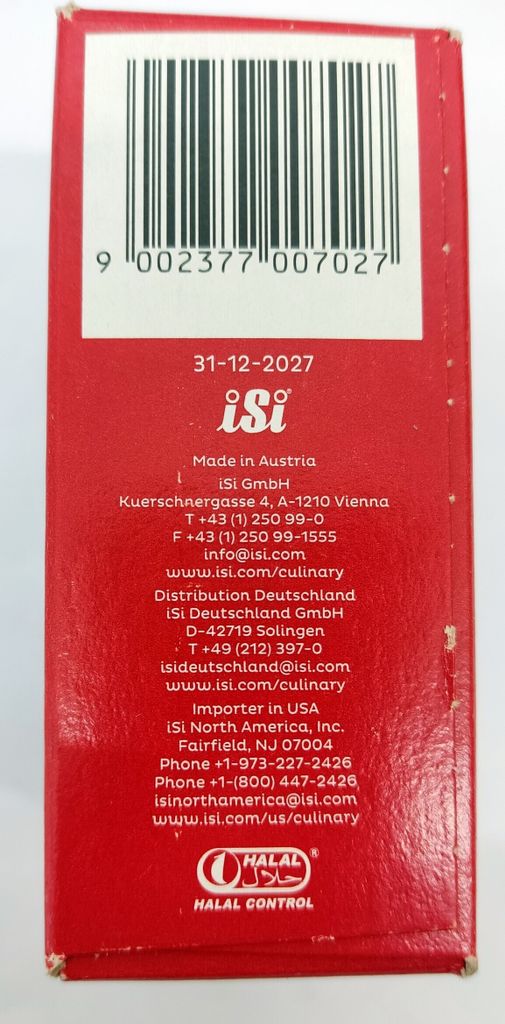 9 002377 007027
31-12-2027
iSi®
Made in Austria
iSi GmbH
Kuerschnergasse 4, A-1210 Vienna
T +43 (1) 250 99-0
F +43 (1) 250 99-1555
info@isi.com
www.isi.com/culinary
Distribution Deutschland
iSi Deutschland GmbH
D-42719 Solingen
T +49 (212) 397-0
isideutschland@isi.com
www.isi.com/culinary
Importer in USA
iSi North America, Inc.
Fairfield, NJ 07004
Phone +1-973-227-2426
Phone +1-(800) 447-2426
isinorthamerica@isi.com
www.isi.com/us/culinary
HALAL ®
حلال
HALAL CONTROL